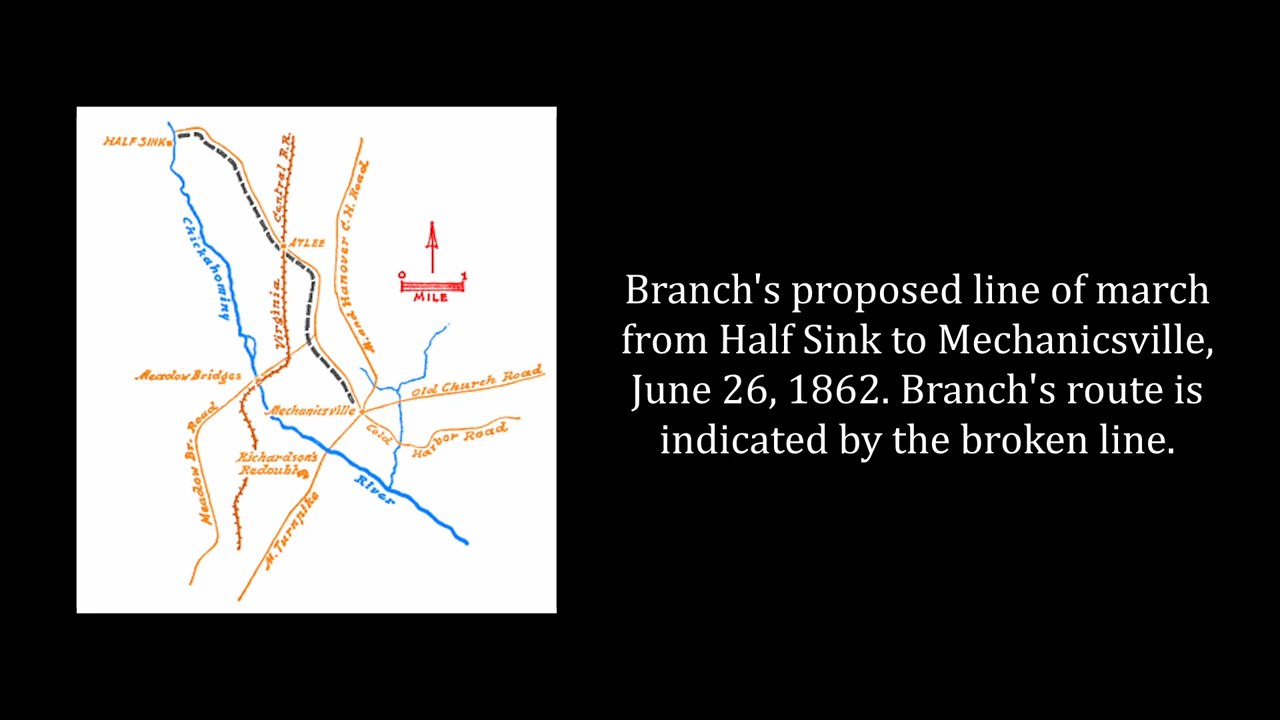 HALF SINK
Virginia Central R.R.
M. and Hanover C.H. Road
Chickahominy
ATLEE
0 1
MILE
Meadow Bridges
Old Church Road
Mechanicsville
Cold Harbor Road
Meadow Br. Road
Richardson's
Redoubt
River
M. Turnpike
Branch's proposed line of march
from Half Sink to Mechanicsville,
June 26, 1862. Branch's route is
indicated by the broken line.